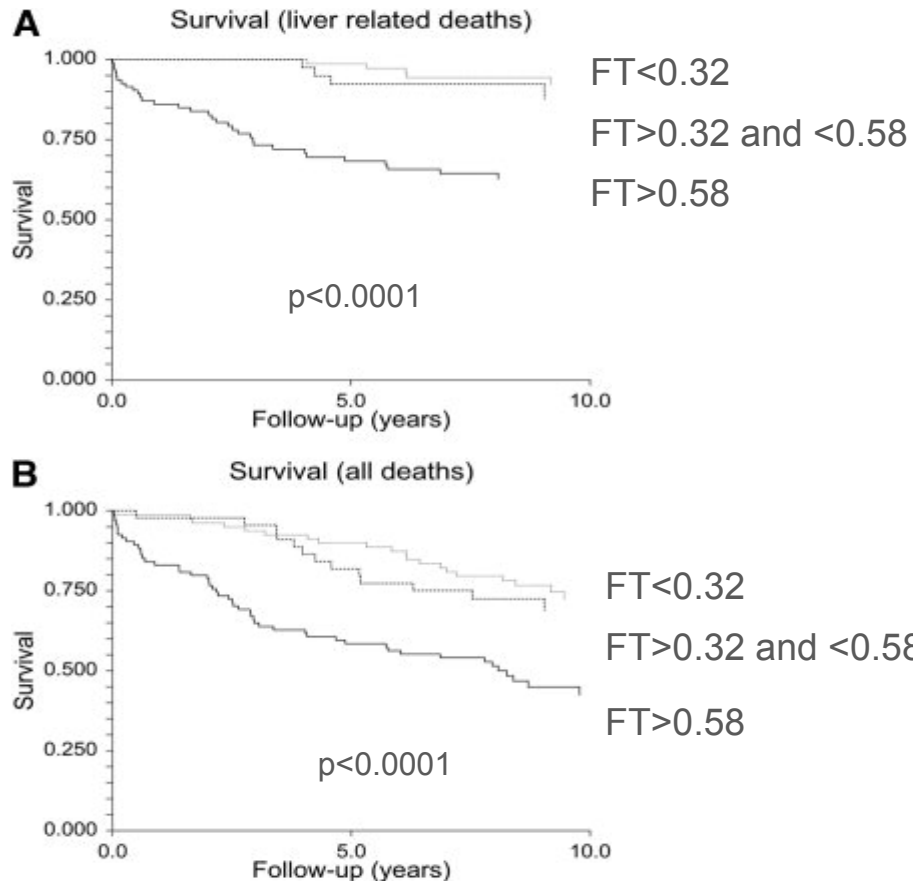 A
Survival (liver related deaths)
1.000
0.750
0.500
0.250
0.000
Survival
FT<0.32
FT>0.32 and <0.58
FT>0.58
p<0.0001
0.0
5.0
10.0
Follow-up (years)
B
Survival (all deaths)
1.000
0.750
0.500
0.250
0.000
Survival
FT<0.32
FT>0.32 and <0.58
FT>0.58
p<0.0001
0.0
5.0
10.0
Follow-up (years)